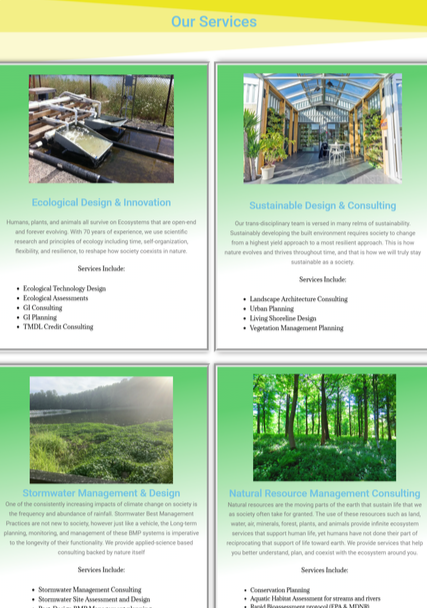 Our Services
Ecological Design & Innovation
Humans, plants, and animals all survive on Ecosystems that are open-end
and forever evolving. With 70 years of experience, we use scientific
research and principles of ecology including time, self-organization,
flexibility, and resilience, to reshape how society coexists in nature.
Services Include:
Ecological Technology Design
Ecological Assessments
GI Consulting
GI Planning
TMDL Credit Consulting
Sustainable Design & Consulting
Our trans-disciplinary team is versed in many relms of sustainability.
Sustainably developing the built environment requires society to change
from a highest yield approach to a most resilient approach. This is how
nature evolves and thrives throughout time, and that is how we will truly stay
sustainable as a society.
Services Include:
Landscape Architecture Consulting
Urban Planning
Living Shoreline Design
Vegetation Management Planning
Stormwater Management & Design
One of the consistently increasing impacts of climate change on society is
the frequency and abundance of rainfall. Stormwater Best Management
Practices are not new to society, however just like a vehicle, the Long-term
planning, monitoring, and management of these BMP systems is imperative
to the longevity of their functionality. We provide applied science based
consulting backed by nature itself
Services Include:
Stormwater Management Consulting
Stormwater Site Assessment and Design
Natural Resource Management Consulting
Natural resources are the moving parts of the earth that sustain life that we
as society often take for granted. The use of these resources such as land,
water, air, minerals, forest, plants, and animals provide infinite ecosystem
services that support human life, yet humans have not done their part of
reciprocating that support of life toward earth. We provide services that help
you better understand, plan, and coexist with the ecosystem around you.
Services Include:
Conservation Planning
Aquatic Habitat Assessment for streams and rivers
Rapid Bioassessment protocol (EPA & MDNR)